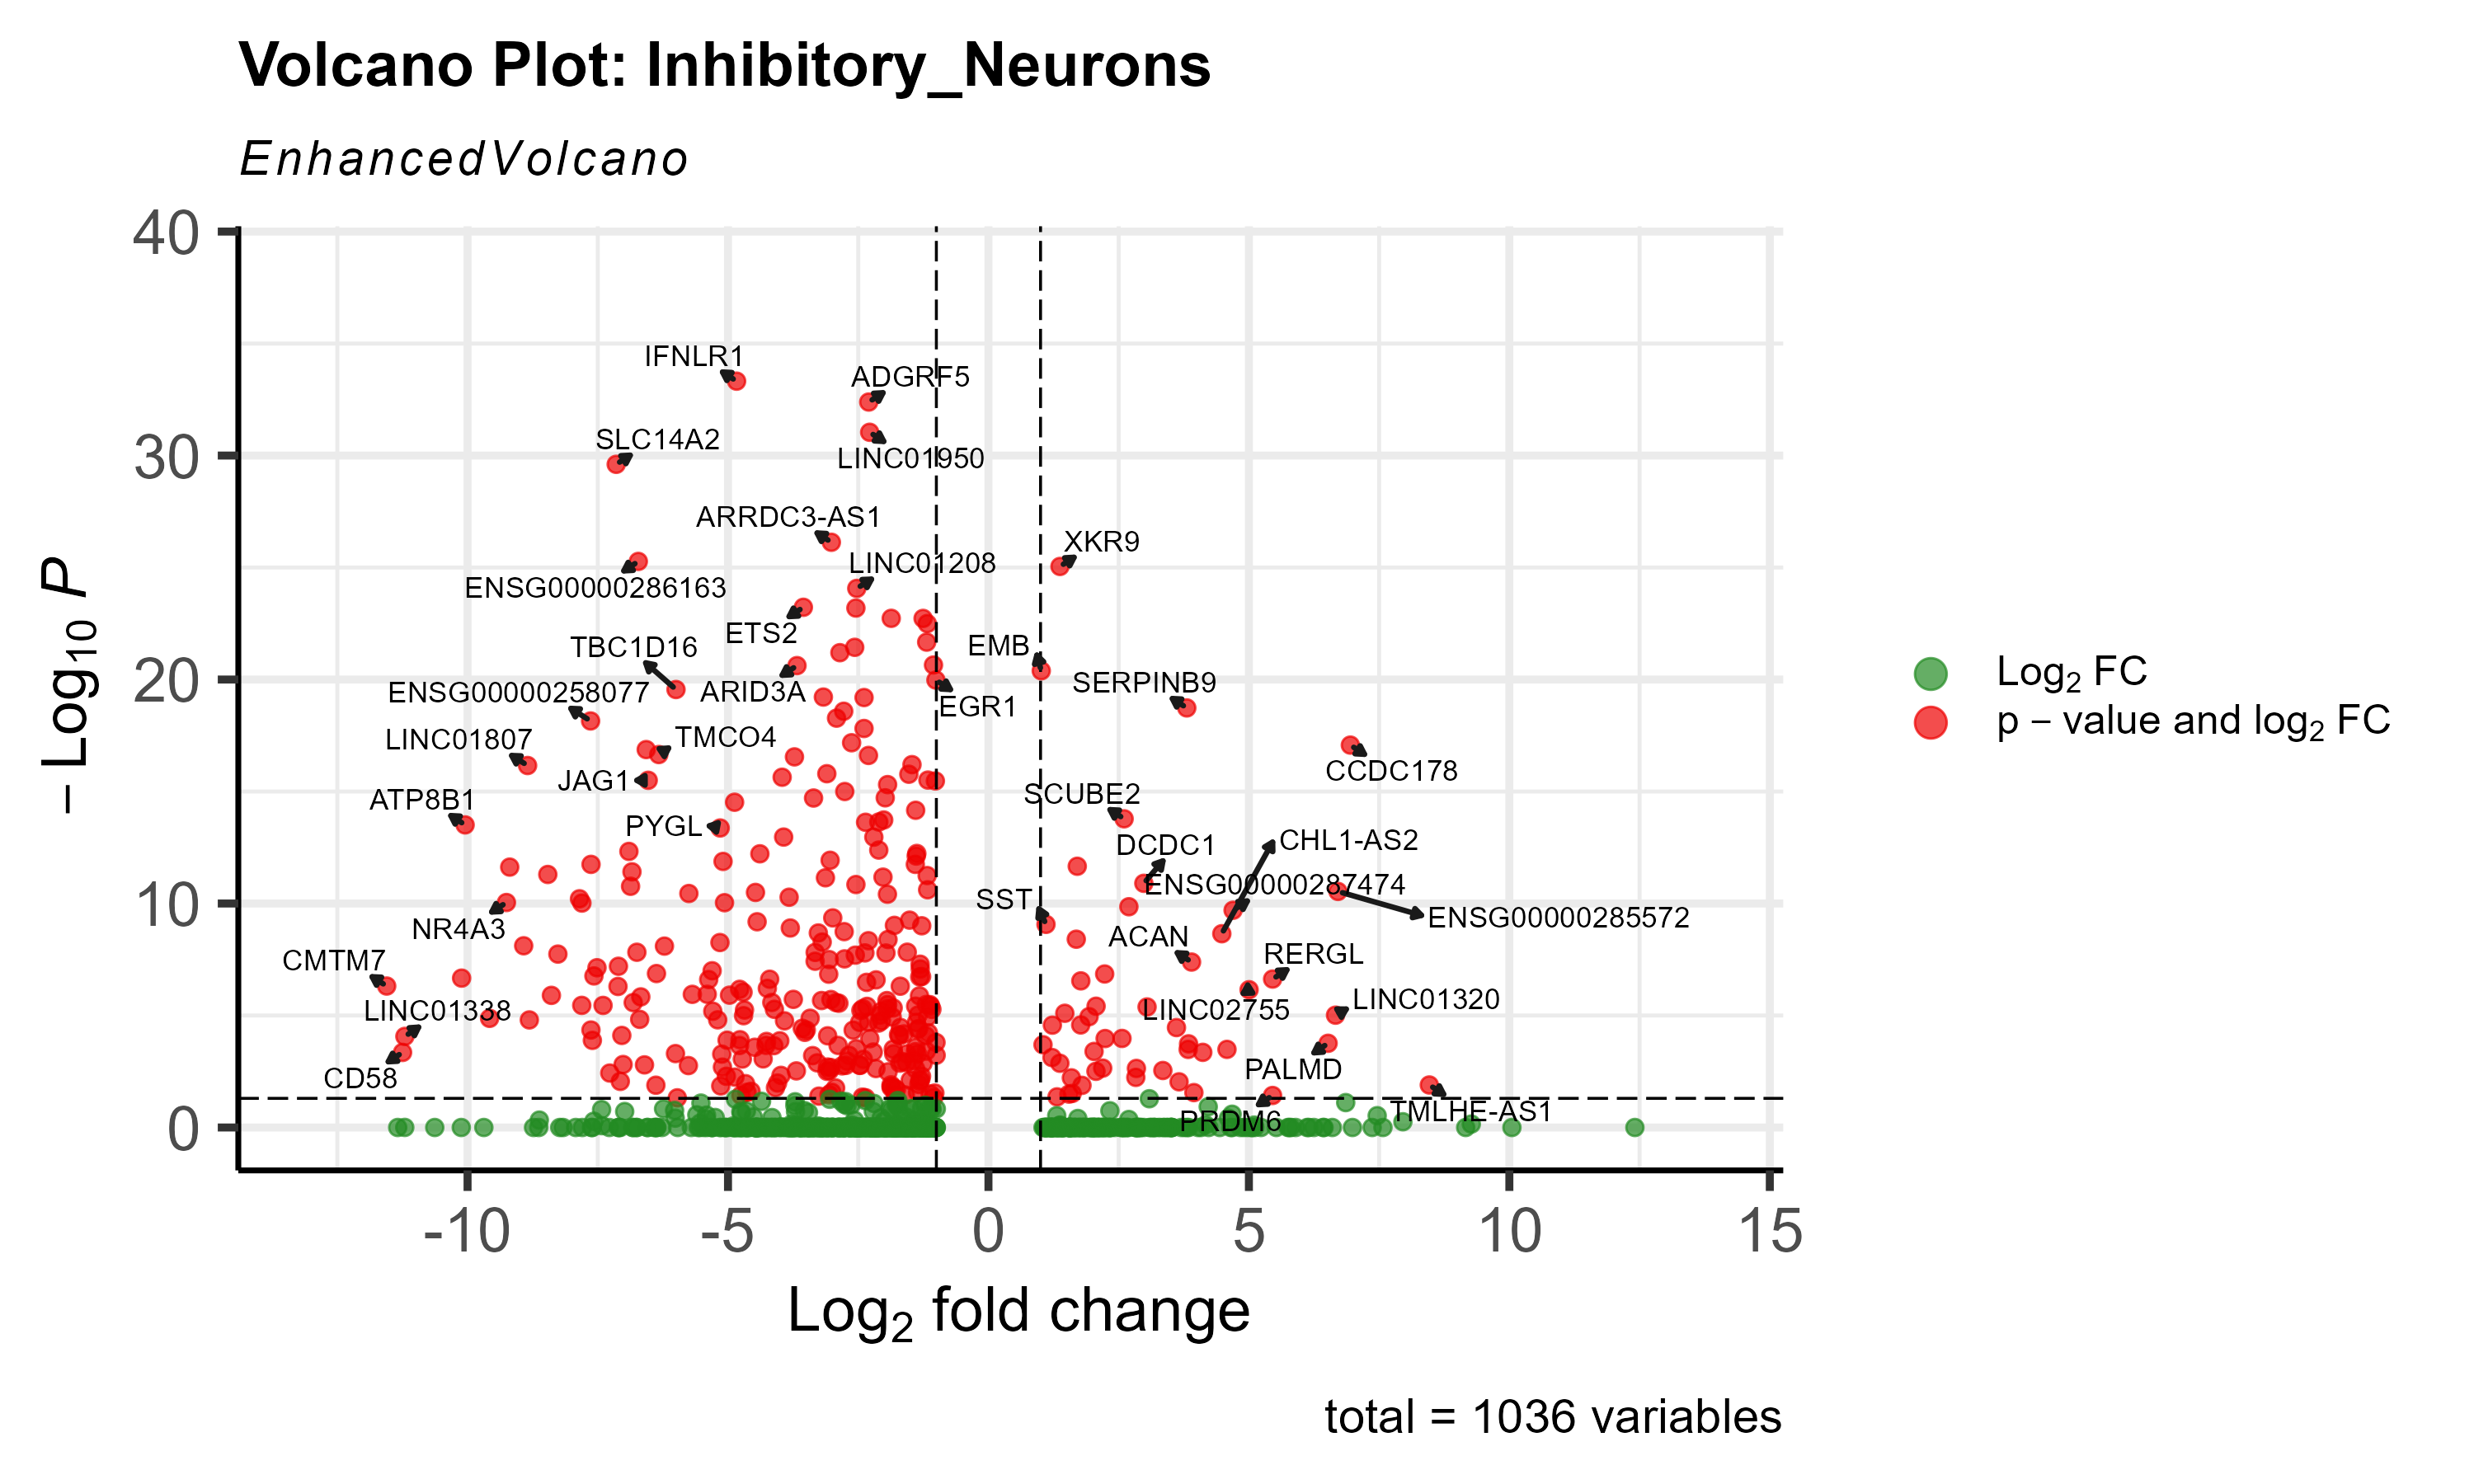 Volcano Plot: Inhibitory_Neurons
EnhancedVolcano
40
30
20
10
0
– Log10 P
IFNLR1
ADGRF5
SLC14A2
LINC01950
ARRDC3-AS1
XKR9
LINC01208
ENSG00000286163
ETS2
TBC1D16
EMB
SERPINB9
ENSG00000258077
ARID3A
EGR1
LINC01807
TMCO4
CCDC178
JAG1
ATP8B1
SCUBE2
PYGL
DCDC1
CHL1-AS2
ENSG00000287474
SST
ENSG00000285572
NR4A3
ACAN
RERGL
CMTM7
LINC01338
LINC02755
LINC01320
CD58
PALMD
PRDM6
TMLHE-AS1
-10
-5
0
5
10
15
Log2 fold change
Log2 FC
p – value and log2 FC
total = 1036 variables